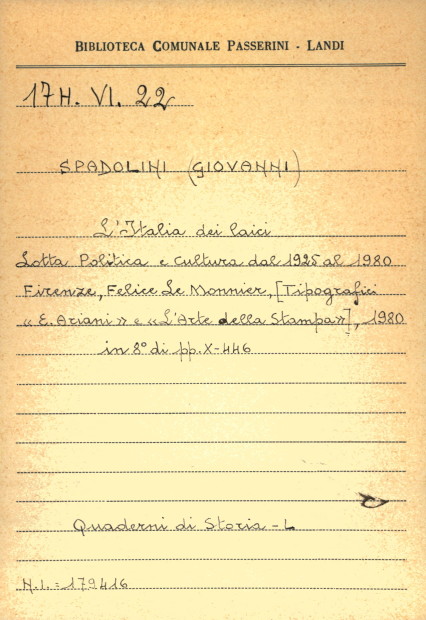 BIBLIOTECA COMUNALE PASSERINI - LANDI
17H. VI. 22
SPADOLINI (GIOVANNI)
L'Italia dei laici
Lotta Politica e Cultura dal 1925 al 1980
Firenze, Felice Le Monnier, [Tipografici
«E. Ariani» e «L'Arte della Stampa»], 1980
in 8° di pp. X-446
Quaderni di Storia - L
N.I. = 179416